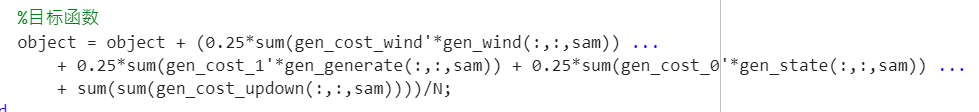 %目标函数
object = object + (0.25*sum(gen_cost_wind'*gen_wind(:,:,sam)) ...
+ 0.25*sum(gen_cost_1'*gen_generate(:,:,sam)) + 0.25*sum(gen_cost_0'*gen_state(:,:,sam)) ...
+ sum(sum(gen_cost_updown(:,:,sam))))/N;